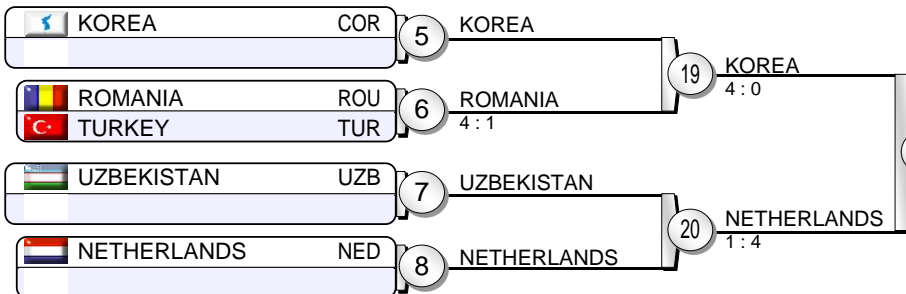 KOREA COR
5 KOREA
19 KOREA
4 : 0
ROMANIA ROU
TURKEY TUR
6 ROMANIA
4 : 1
UZBEKISTAN UZB
7 UZBEKISTAN
20 NETHERLANDS
1 : 4
NETHERLANDS NED
8 NETHERLANDS